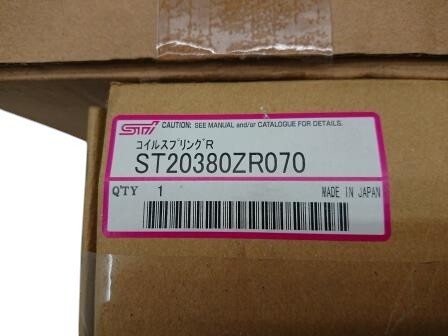 STI CAUTION: SEE MANUAL and/or CATALOGUE FOR DETAILS.
コイルスプリングR
ST20380ZR070
Q'TY 1 MADE IN JAPAN